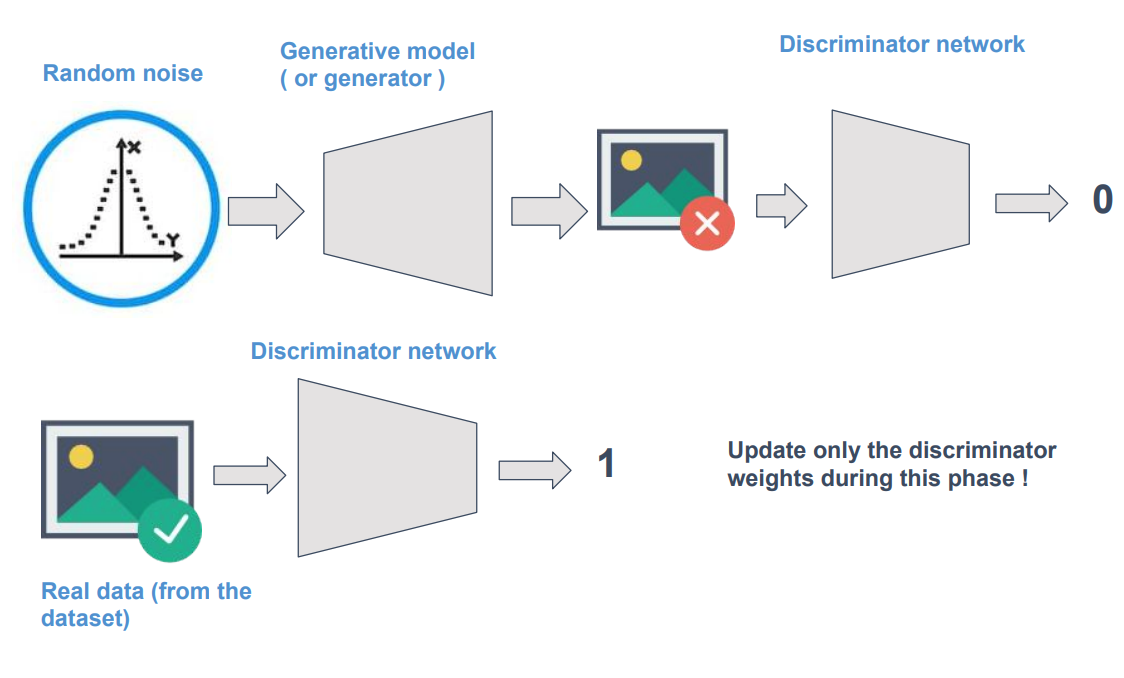 Random noise
Generative model
( or generator )
Discriminator network
X
Y
0
Discriminator network
1
Update only the discriminator
weights during this phase !
Real data (from the
dataset)